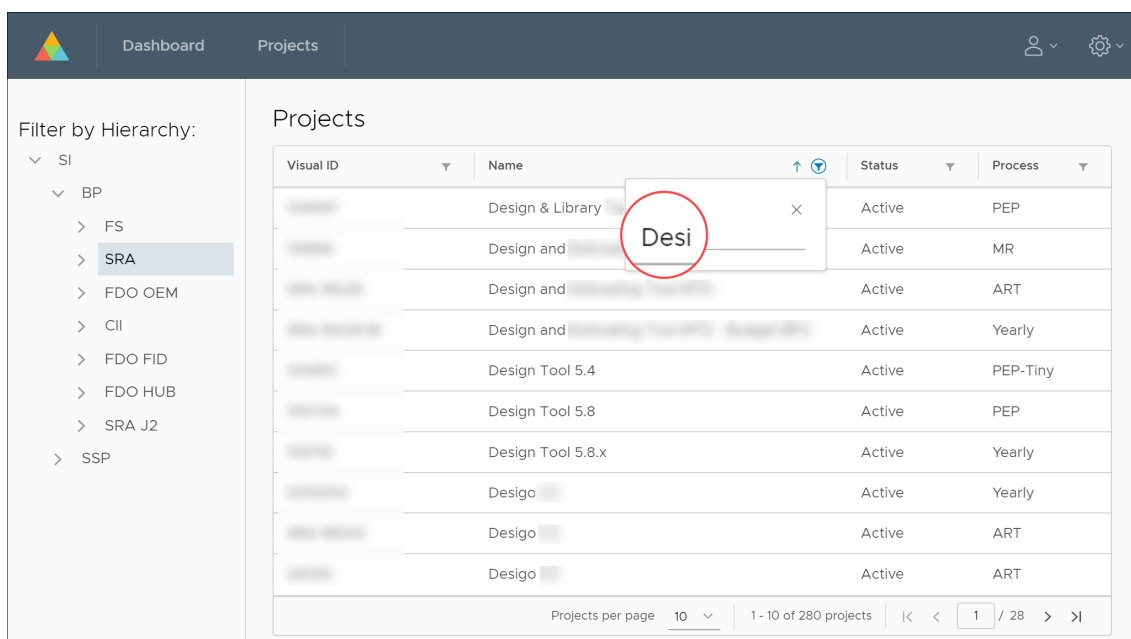 Dashboard Projects
Filter by Hierarchy:
SI
BP
FS
SRA
FDO OEM
CII
FDO FID
FDO HUB
SRA J2
SSP
Projects
Visual ID Name Status Process
Design & Library Active PEP
Desi
Design and Active MR
Design and Active ART
Design and Active Yearly
Design Tool 5.4 Active PEP-Tiny
Design Tool 5.8 Active PEP
Design Tool 5.8.x Active Yearly
Desigo Active Yearly
Desigo Active ART
Desigo Active ART
Projects per page 10 1 - 10 of 280 projects 1 / 28